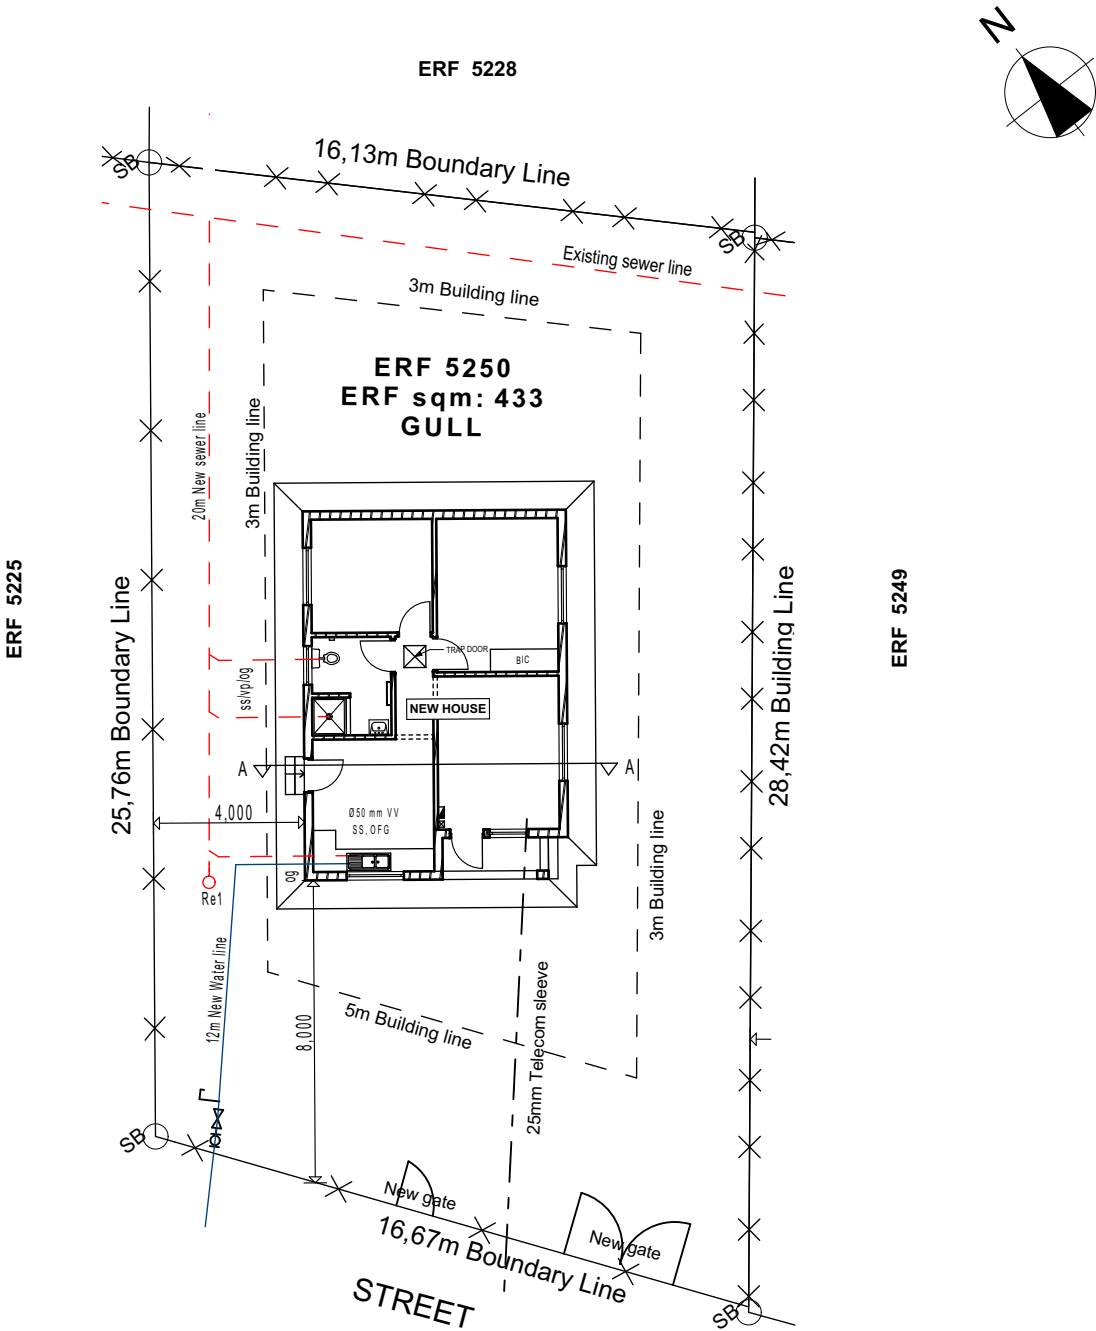 N
ERF 5228
16,13m Boundary Line
SB
SB
Existing sewer line
3m Building line
ERF 5250
ERF sqm: 433
GULL
3m Building line
20m New sewer line
ERF 5225
25,76m Boundary Line
28,42m Building Line
ERF 5249
TRAP DOOR
BIC
ss/vp/og
NEW HOUSE
A
A
4,000
Ø50 mm VV
SS, OFG
og
Re1
3m Building line
12m New Water line
8,000
5m Building line
25mm Telecom sleeve
SB
New gate
New gate
16,67m Boundary Line
STREET
SB